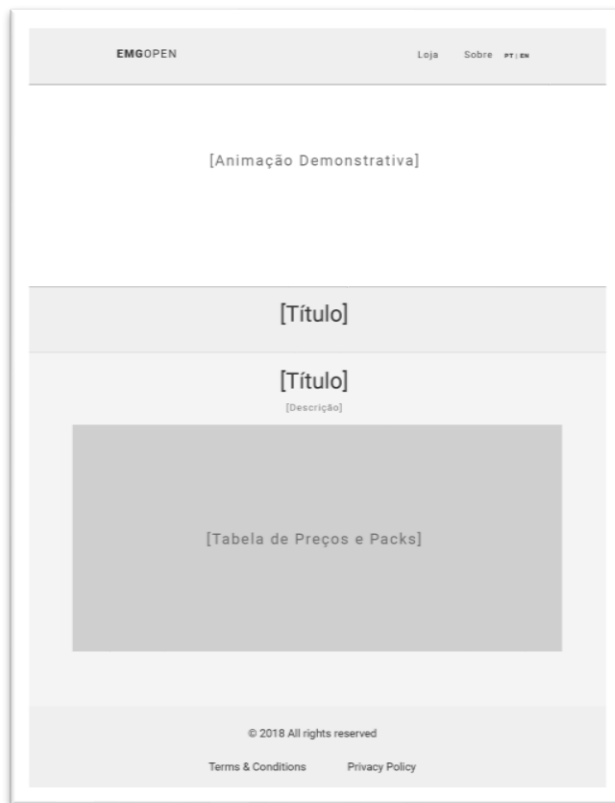 EMGOPEN Loja Sobre PT | EN
[Animação Demonstrativa]
[Título]
[Título]
[Descrição]
[Tabela de Preços e Packs]
© 2018 All rights reserved
Terms & Conditions Privacy Policy